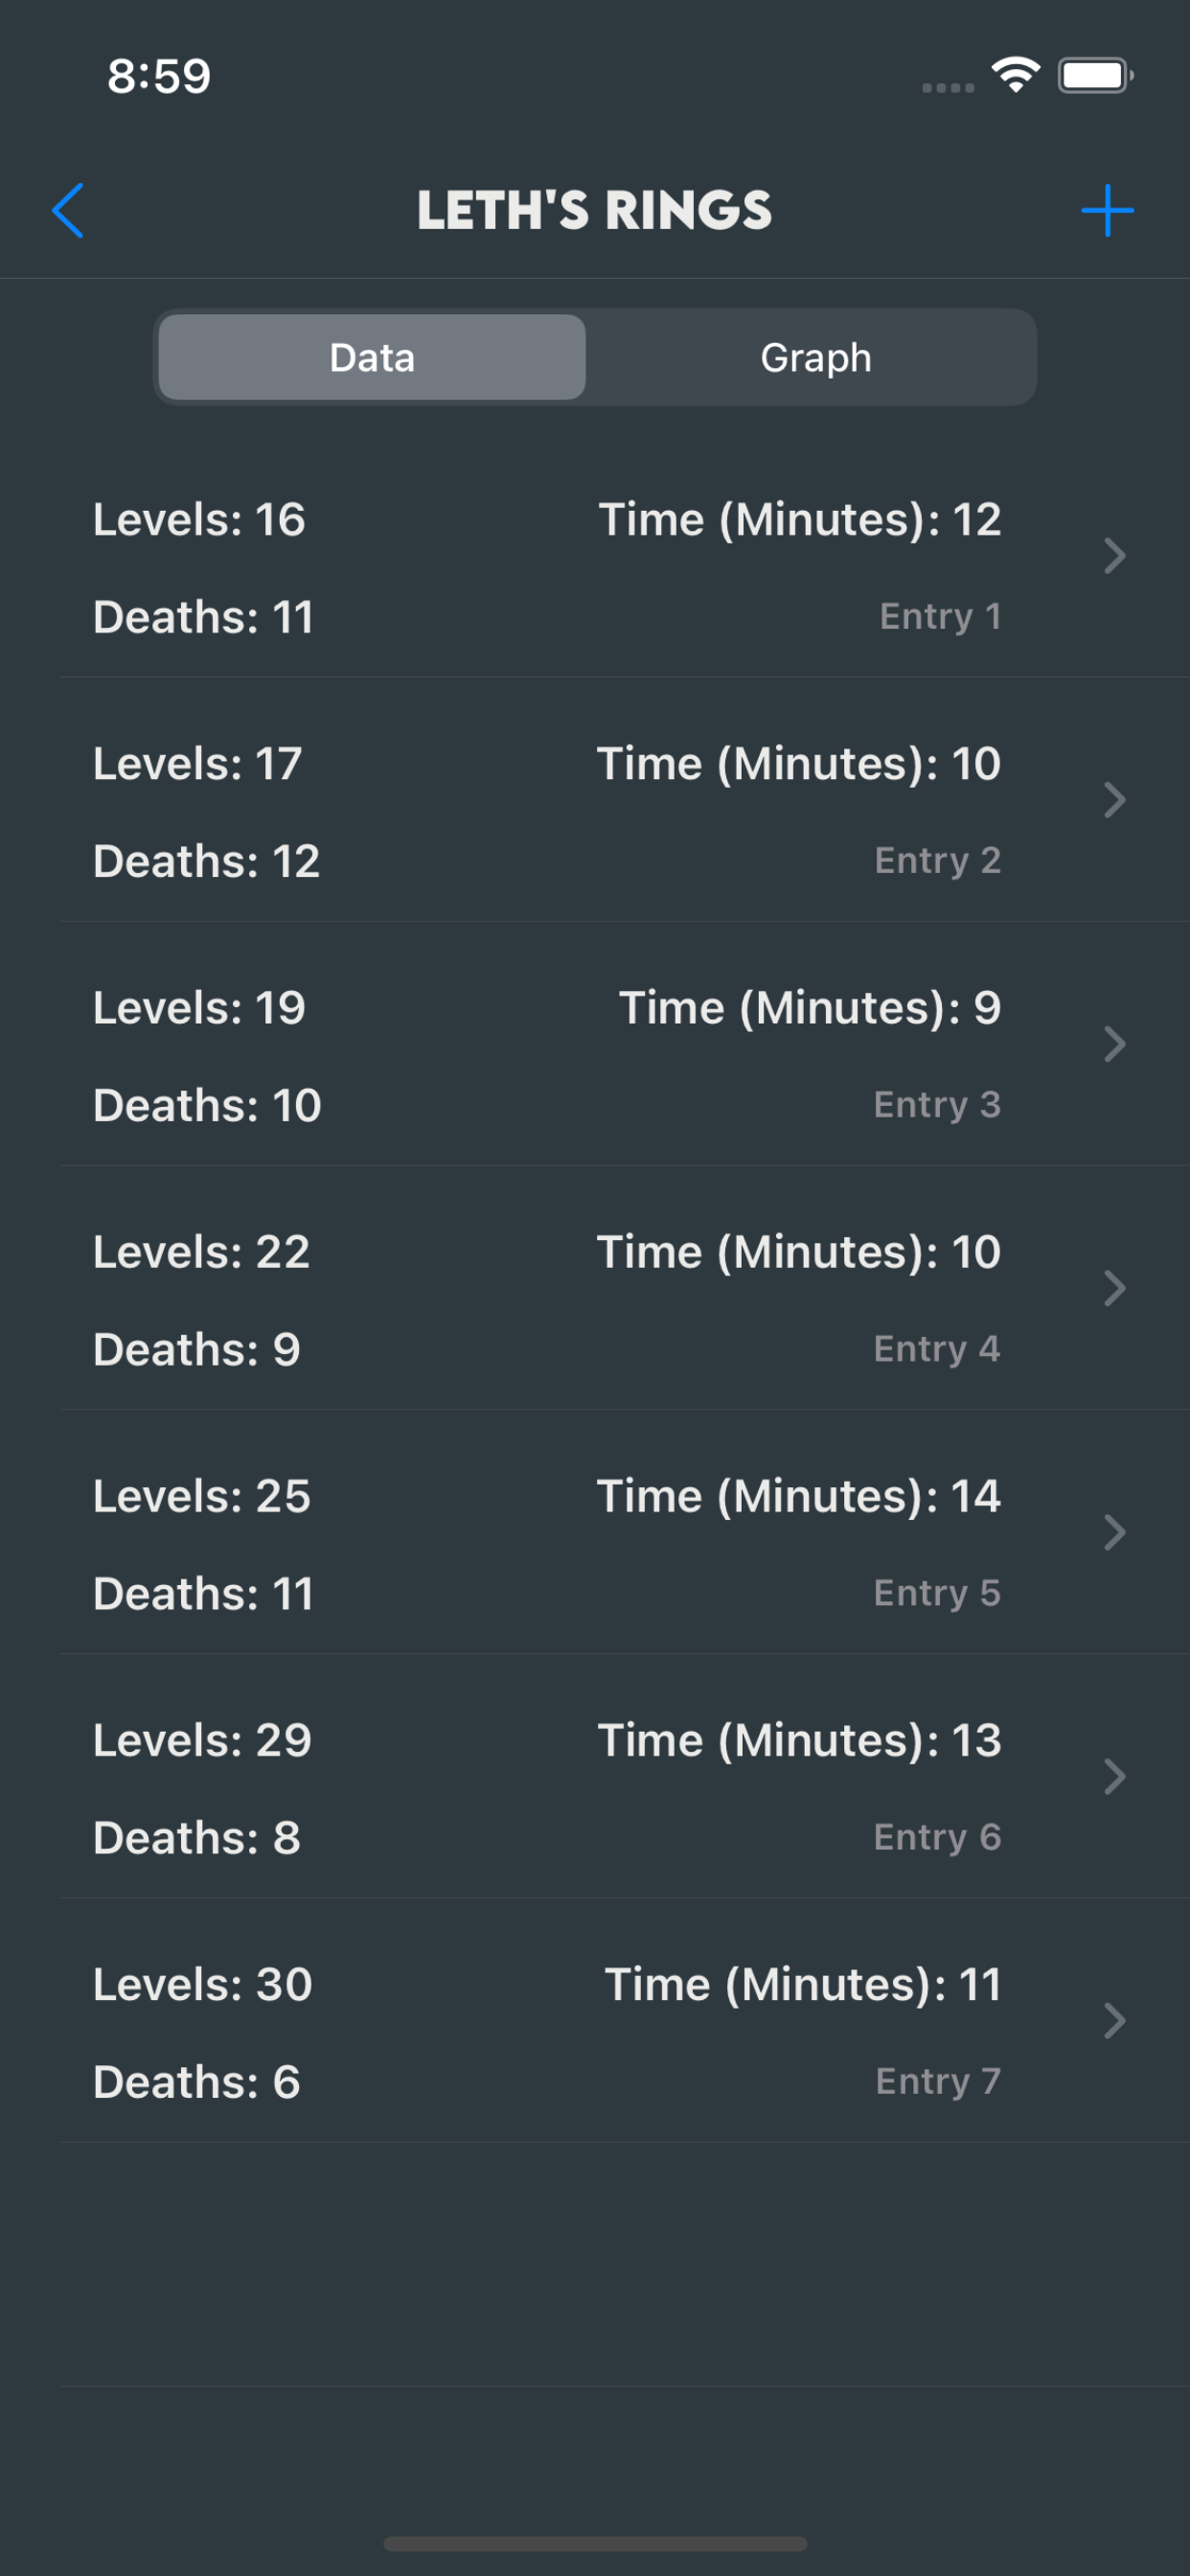 8:59
LETH'S RINGS
Data Graph
Levels: 16 Time (Minutes): 12
Deaths: 11 Entry 1
Levels: 17 Time (Minutes): 10
Deaths: 12 Entry 2
Levels: 19 Time (Minutes): 9
Deaths: 10 Entry 3
Levels: 22 Time (Minutes): 10
Deaths: 9 Entry 4
Levels: 25 Time (Minutes): 14
Deaths: 11 Entry 5
Levels: 29 Time (Minutes): 13
Deaths: 8 Entry 6
Levels: 30 Time (Minutes): 11
Deaths: 6 Entry 7